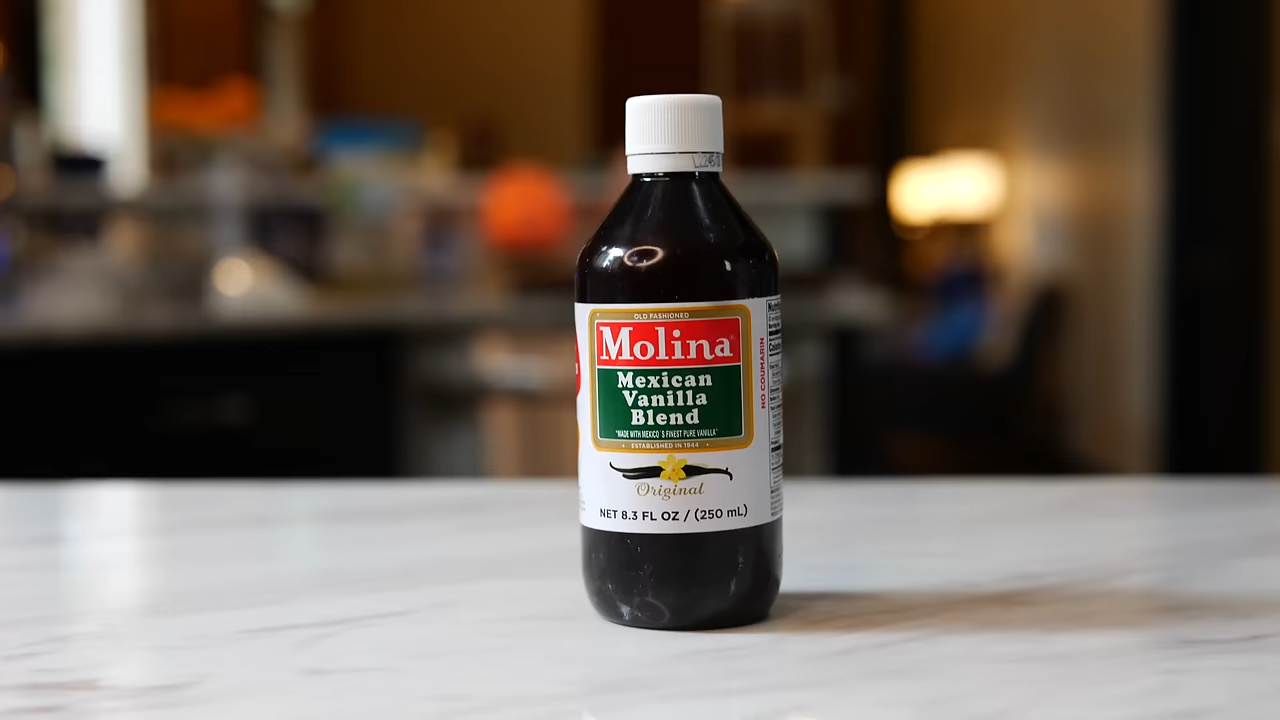 OLD FASHIONED
Molina
Mexican
Vanilla
Blend
"MADE WITH MEXICO´S FINEST PURE VANILLA"
ESTABLISHED IN 1944
Original
NET 8.3 FL OZ / (250 mL)
NO COUMARIN